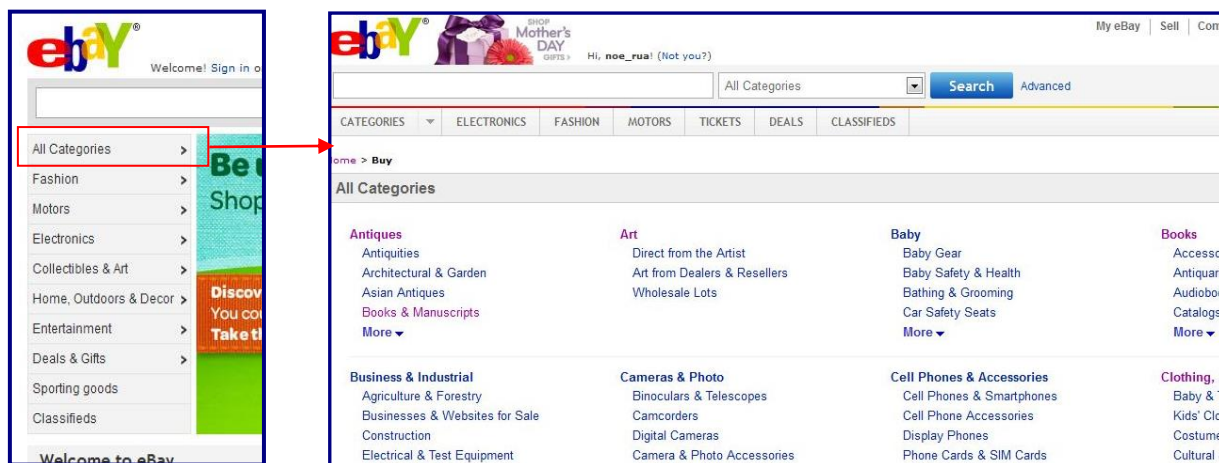 ebaY®
Welcome! Sign in o
All Categories
Fashion
Motors
Electronics
Collectibles & Art
Home, Outdoors & Decor
Entertainment
Deals & Gifts
Sporting goods
Classifieds
Be
Shop
Discov
You cou
Take th
Welcome to eBay
ebaY®
SHOP
Mother's
DAY
GIFTS >
Hi, noe_rua! (Not you?)
My eBay | Sell | Com
All Categories
Search
Advanced
CATEGORIES ELECTRONICS FASHION MOTORS TICKETS DEALS CLASSIFIEDS
ome > Buy
All Categories
Antiques
Antiquities
Architectural & Garden
Asian Antiques
Books & Manuscripts
More
Art
Direct from the Artist
Art from Dealers & Resellers
Wholesale Lots
Baby
Baby Gear
Baby Safety & Health
Bathing & Grooming
Car Safety Seats
More
Books
Accesso
Antiquar
Audioboo
Catalogs
More
Business & Industrial
Agriculture & Forestry
Businesses & Websites for Sale
Construction
Electrical & Test Equipment
Cameras & Photo
Binoculars & Telescopes
Camcorders
Digital Cameras
Camera & Photo Accessories
Cell Phones & Accessories
Cell Phones & Smartphones
Cell Phone Accessories
Display Phones
Phone Cards & SIM Cards
Clothing,
Baby &
Kids' Clo
Costume
Cultural